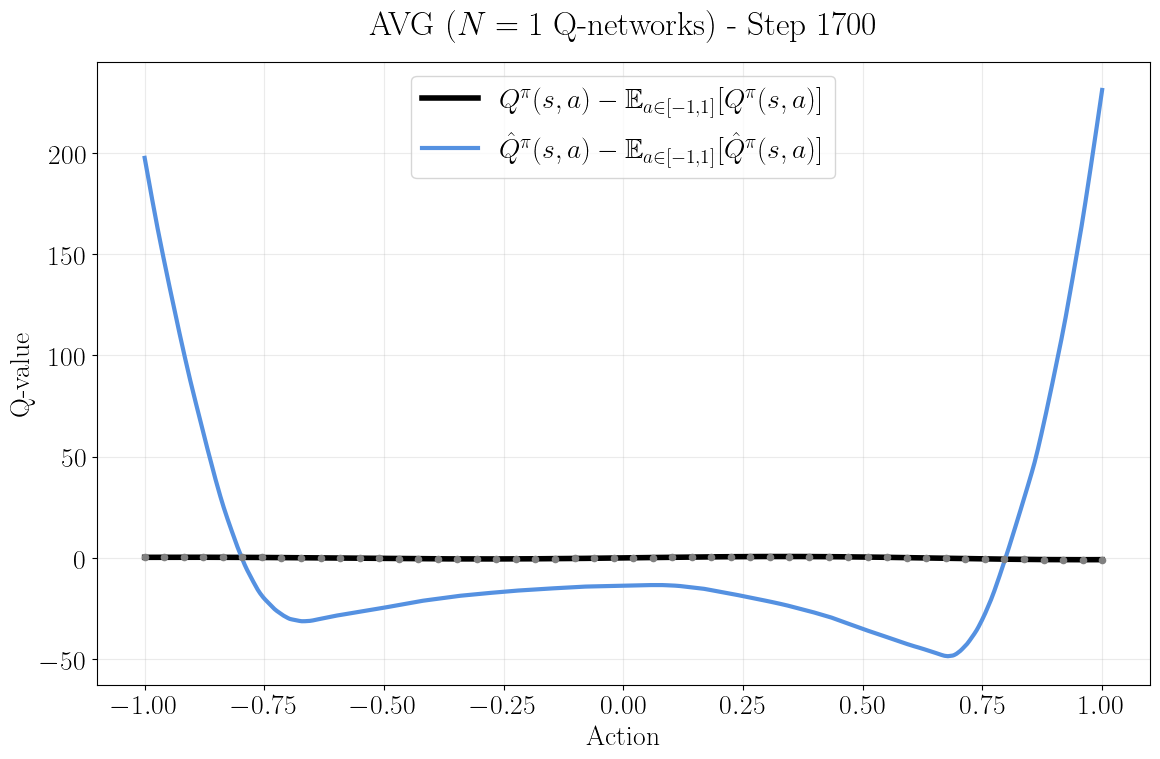 AVG (N = 1 Q-networks) - Step 1700
Q^π(s, a) − 𝔼_{a∈[−1,1]}[Q^π(s, a)]
Q̂^π(s, a) − 𝔼_{a∈[−1,1]}[Q̂^π(s, a)]
Q-value
200
150
100
50
0
−50
−1.00 −0.75 −0.50 −0.25 0.00 0.25 0.50 0.75 1.00
Action